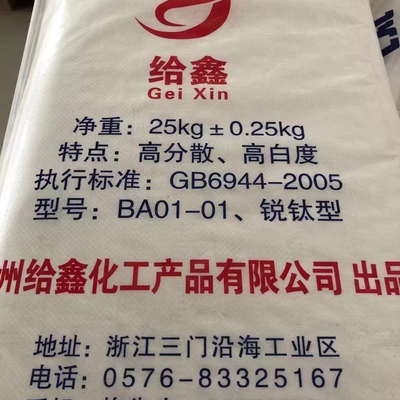 给鑫
Gei Xin
净重：25kg±0.25kg
特点：高分散、高白度
执行标准：GB6944-2005
型号：BA01-01、锐钛型
州给鑫化工产品有限公司 出品
地址：浙江三门沿海工业区
电话：0576-83325167